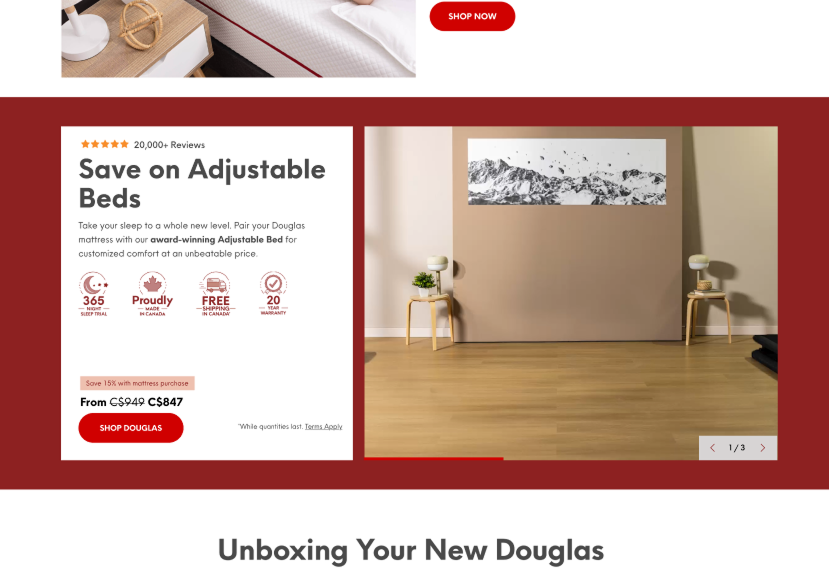 SHOP NOW
20,000+ Reviews
Save on Adjustable
Beds
Take your sleep to a whole new level. Pair your Douglas
mattress with our award-winning Adjustable Bed for
customized comfort at an unbeatable price.
365
NIGHT
SLEEP TRIAL
Proudly
MADE
IN CANADA
FREE
SHIPPING
IN CANADA*
20
YEAR
WARRANTY
Save 15% with mattress purchase
From C$949 C$847
SHOP DOUGLAS
*While quantities last. Terms Apply
1 / 3
Unboxing Your New Douglas